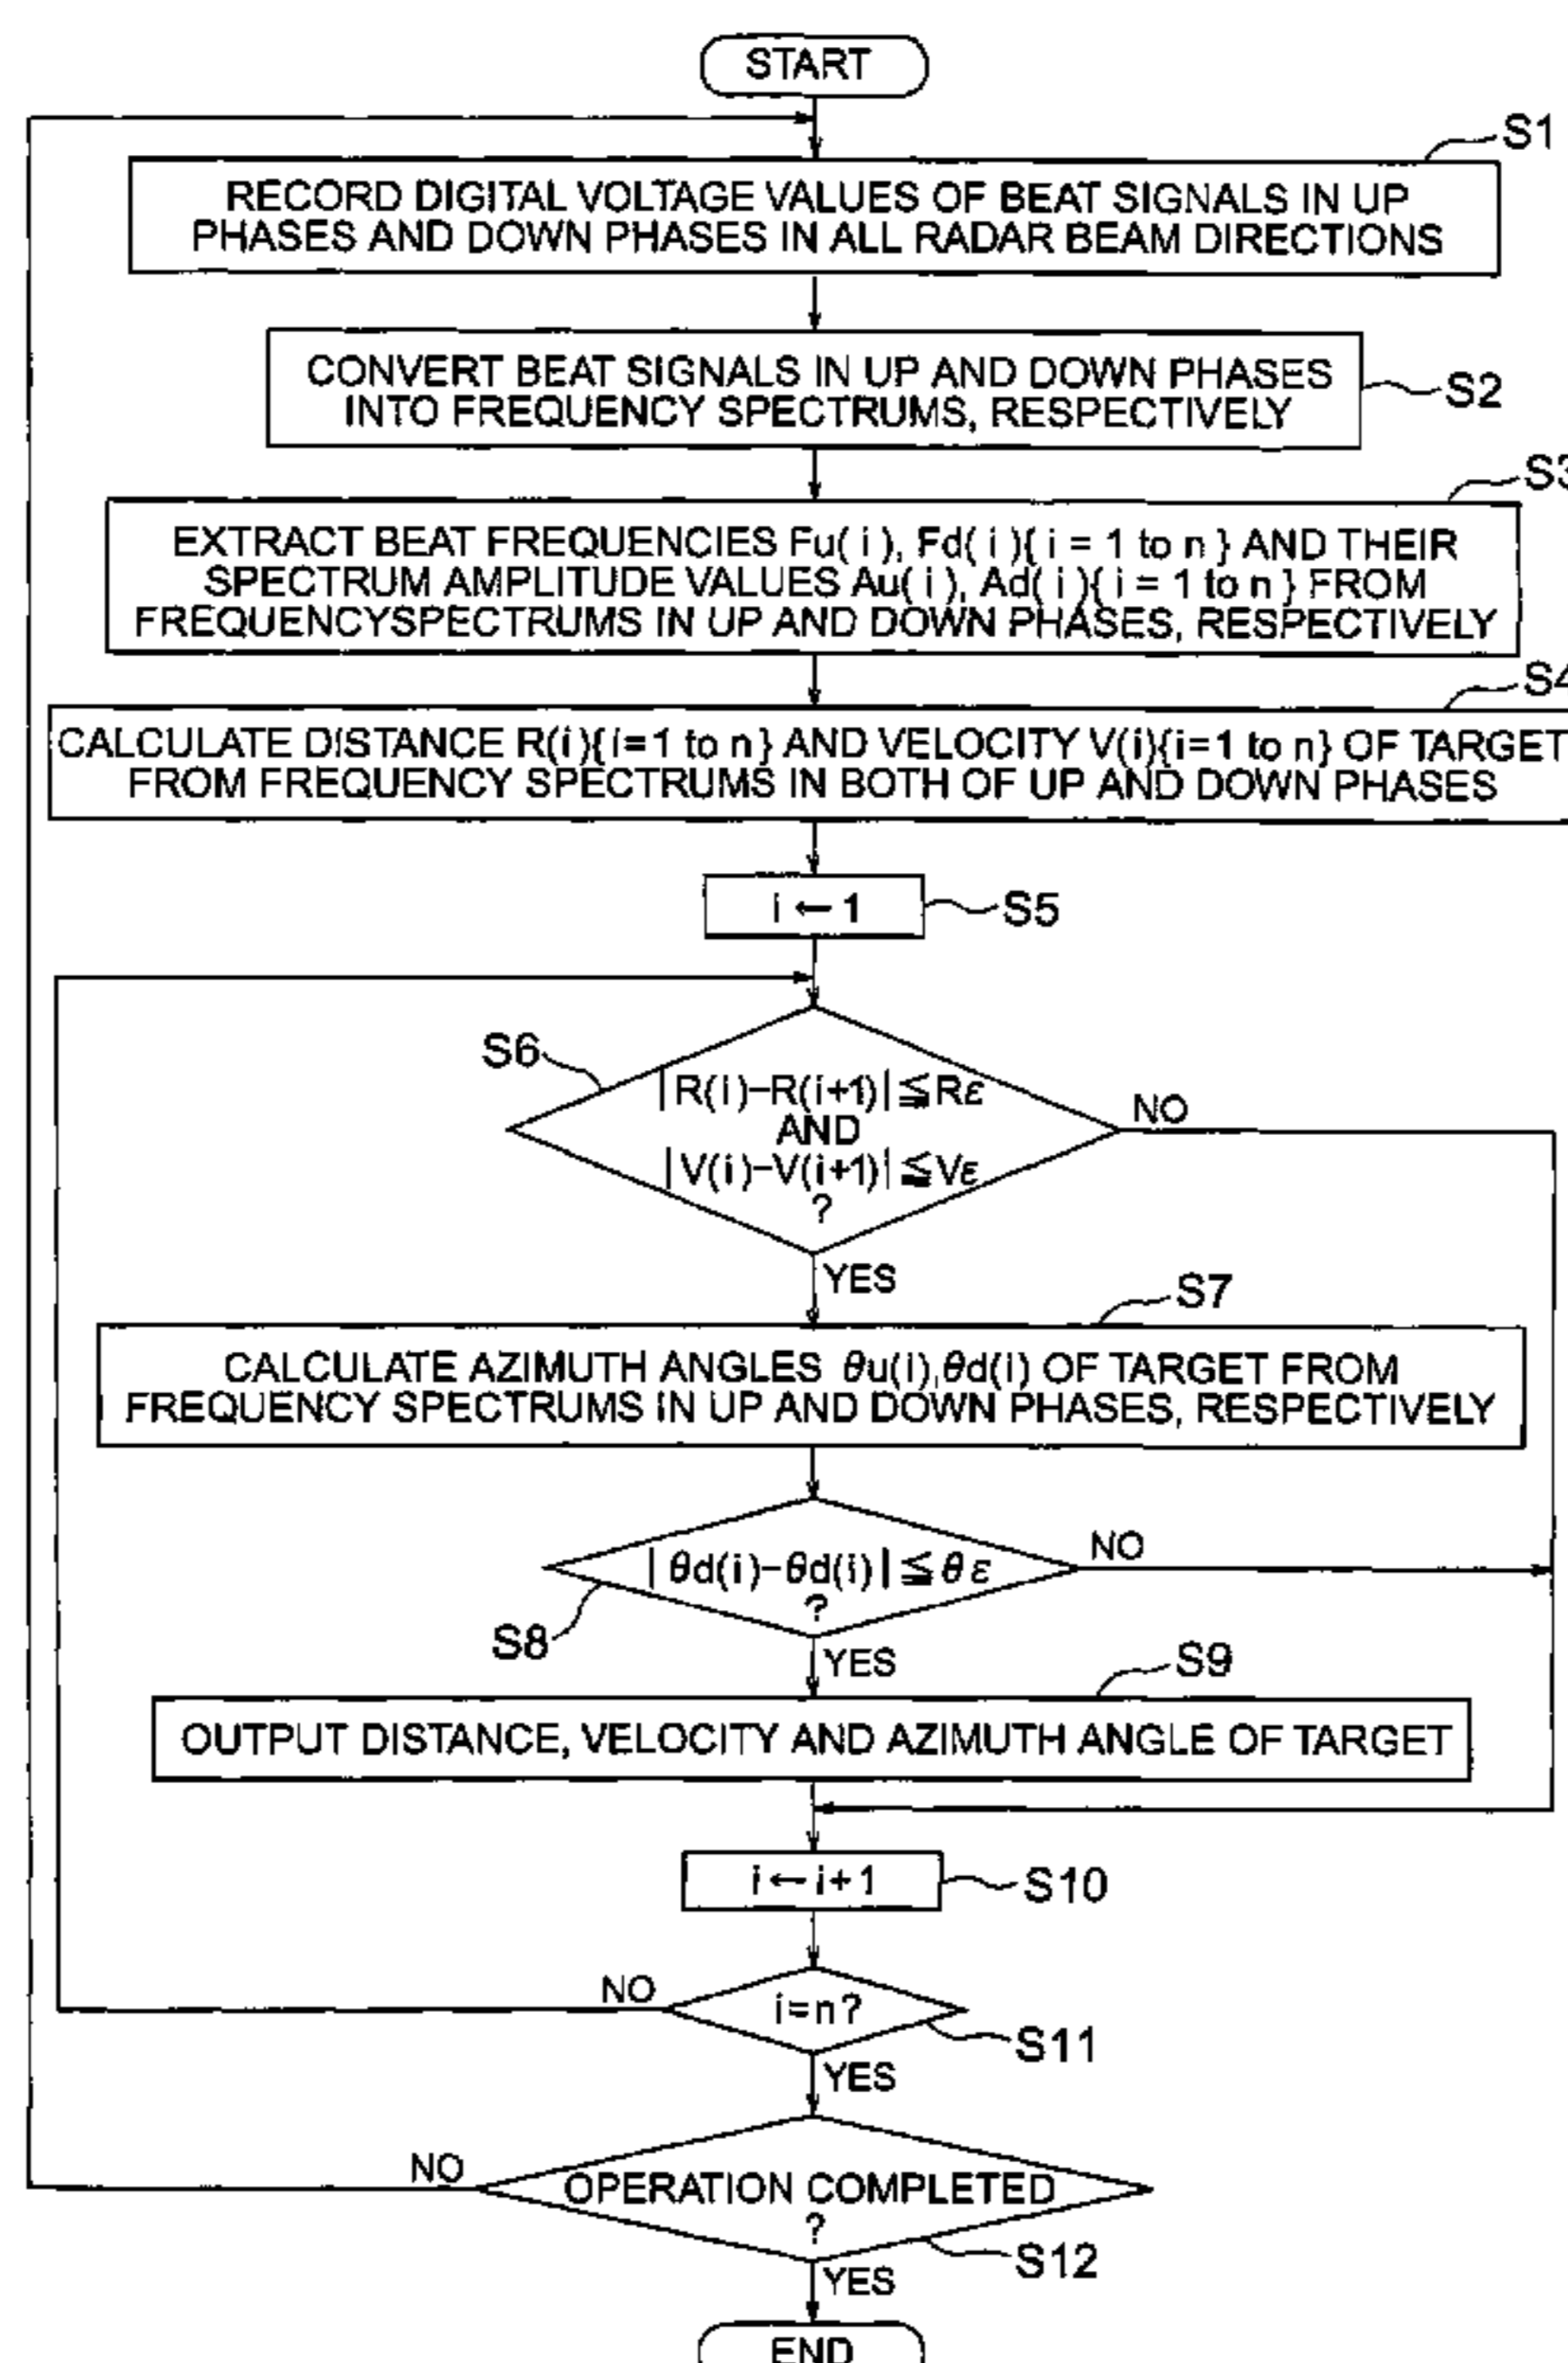 START
S1
RECORD DIGITAL VOLTAGE VALUES OF BEAT SIGNALS IN UP
PHASES AND DOWN PHASES IN ALL RADAR BEAM DIRECTIONS
CONVERT BEAT SIGNALS IN UP AND DOWN PHASES
INTO FREQUENCY SPECTRUMS, RESPECTIVELY
S2
S3
EXTRACT BEAT FREQUENCIES Fu(i), Fd(i){i = 1 to n} AND THEIR
SPECTRUM AMPLITUDE VALUES Au(i), Ad(i){i = 1 to n} FROM
FREQUENCYSPECTRUMS IN UP AND DOWN PHASES, RESPECTIVELY
S4
CALCULATE DISTANCE R(i){i=1 to n} AND VELOCITY V(i){i=1 to n} OF TARGET
FROM FREQUENCY SPECTRUMS IN BOTH OF UP AND DOWN PHASES
i ← 1
S5
S6
|R(i)-R(i+1)|≦Rε
AND
|V(i)-V(i+1)|≦Vε
?
NO
YES
S7
CALCULATE AZIMUTH ANGLES θu(i),θd(i) OF TARGET FROM
FREQUENCY SPECTRUMS IN UP AND DOWN PHASES, RESPECTIVELY
|θd(i)-θd(i)|≦θε
?
NO
S8
YES
S9
OUTPUT DISTANCE, VELOCITY AND AZIMUTH ANGLE OF TARGET
i ← i+1
S10
NO
i=n?
S11
YES
NO
OPERATION COMPLETED
?
S12
YES
END